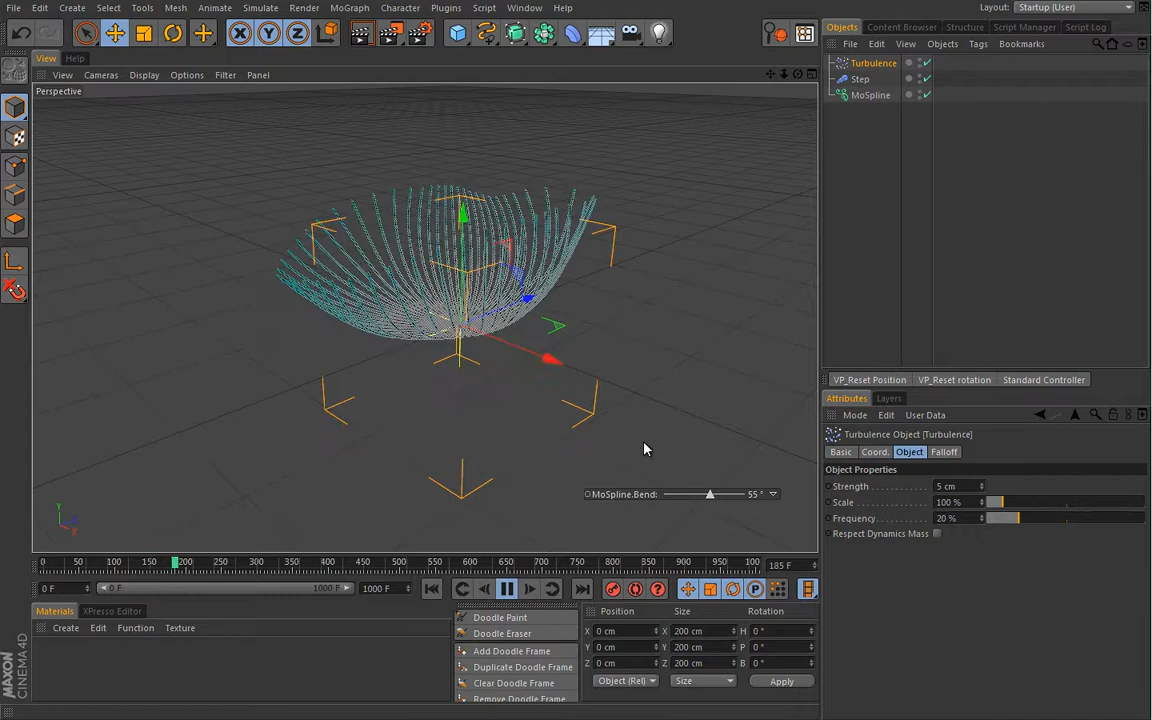 File Edit Create Select Tools Mesh Animate Simulate Render MoGraph Character Plugins Script Window Help Layout: Startup (User)
X Y Z
Objects Content Browser Structure Script Manager Script Log
File Edit View Objects Tags Bookmarks
Turbulence
Step
MoSpline
View Help
View Cameras Display Options Filter Panel
Perspective
MoSpline.Bend: 55 °
Y
X
VP_Reset Position VP_Reset rotation Standard Controller
Attributes Layers
Mode Edit User Data
Turbulence Object [Turbulence]
Basic Coord. Object Falloff
Object Properties
Strength 5 cm
Scale 100 %
Frequency 20 %
Respect Dynamics Mass
0 50 100 150 200 250 300 350 400 450 500 550 600 650 700 750 800 850 900 950 100 185 F
0 F 0 F 1000 F 1000 F
Materials XPresso Editor
Create Edit Function Texture
Doodle Paint
Doodle Eraser
Add Doodle Frame
Duplicate Doodle Frame
Clear Doodle Frame
Remove Doodle Frame
Position Size Rotation
X 0 cm X 200 cm H 0 °
Y 0 cm Y 200 cm P 0 °
Z 0 cm Z 200 cm B 0 °
Object (Rel) Size Apply
MAXON
CINEMA 4D